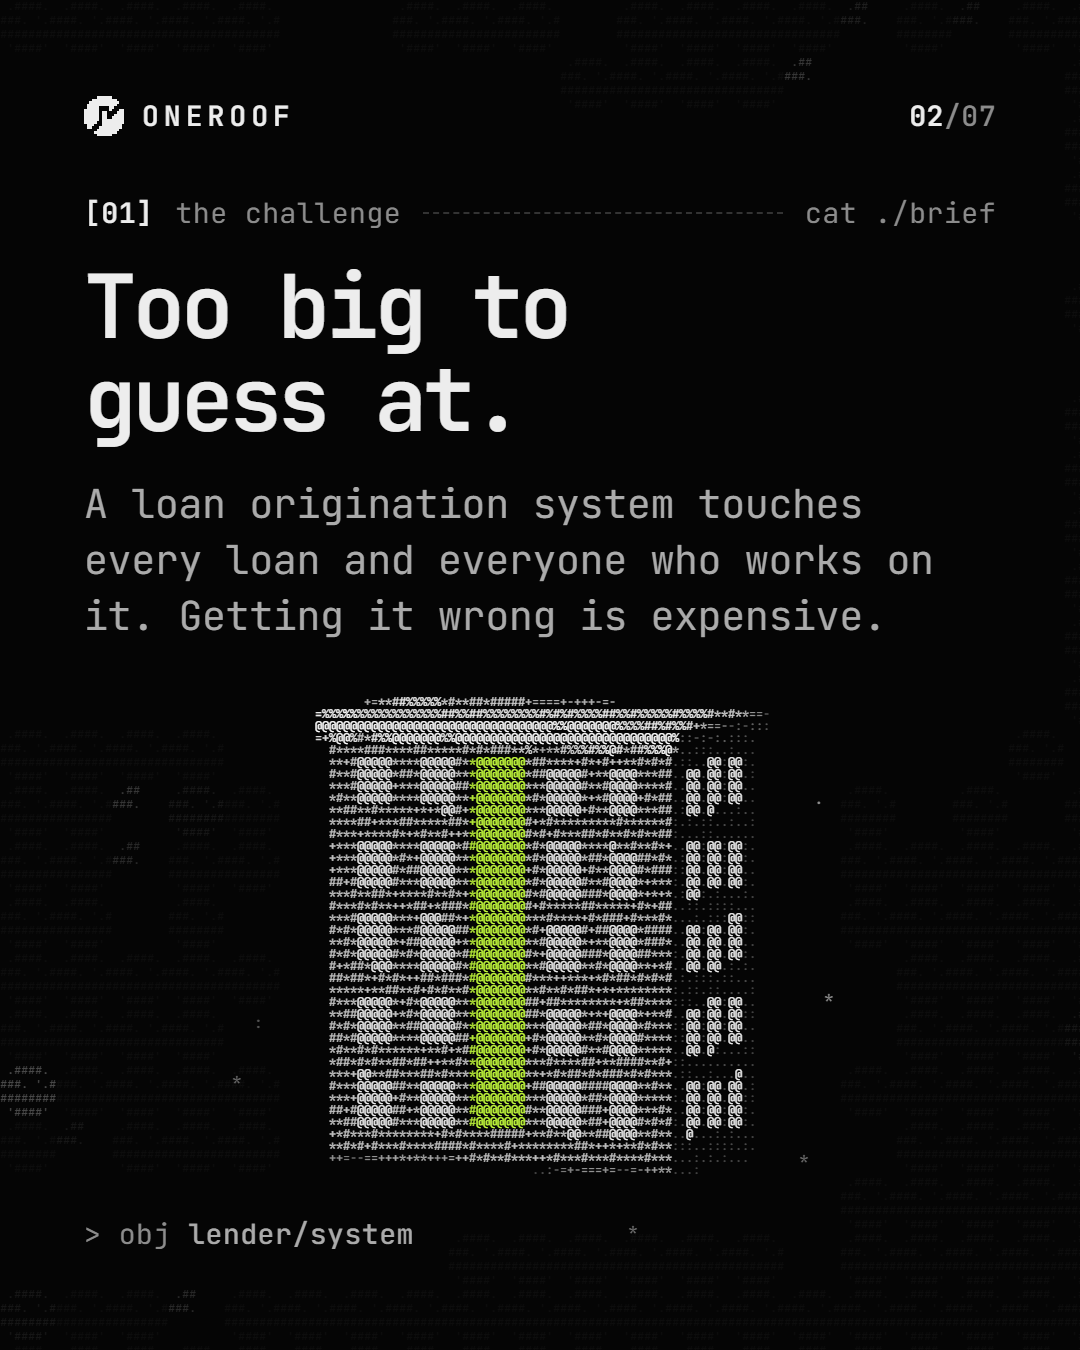 ONEROOF
02/07
[01] the challenge cat ./brief
Too big to
guess at.
A loan origination system touches
every loan and everyone who works on
it. Getting it wrong is expensive.
> obj lender/system